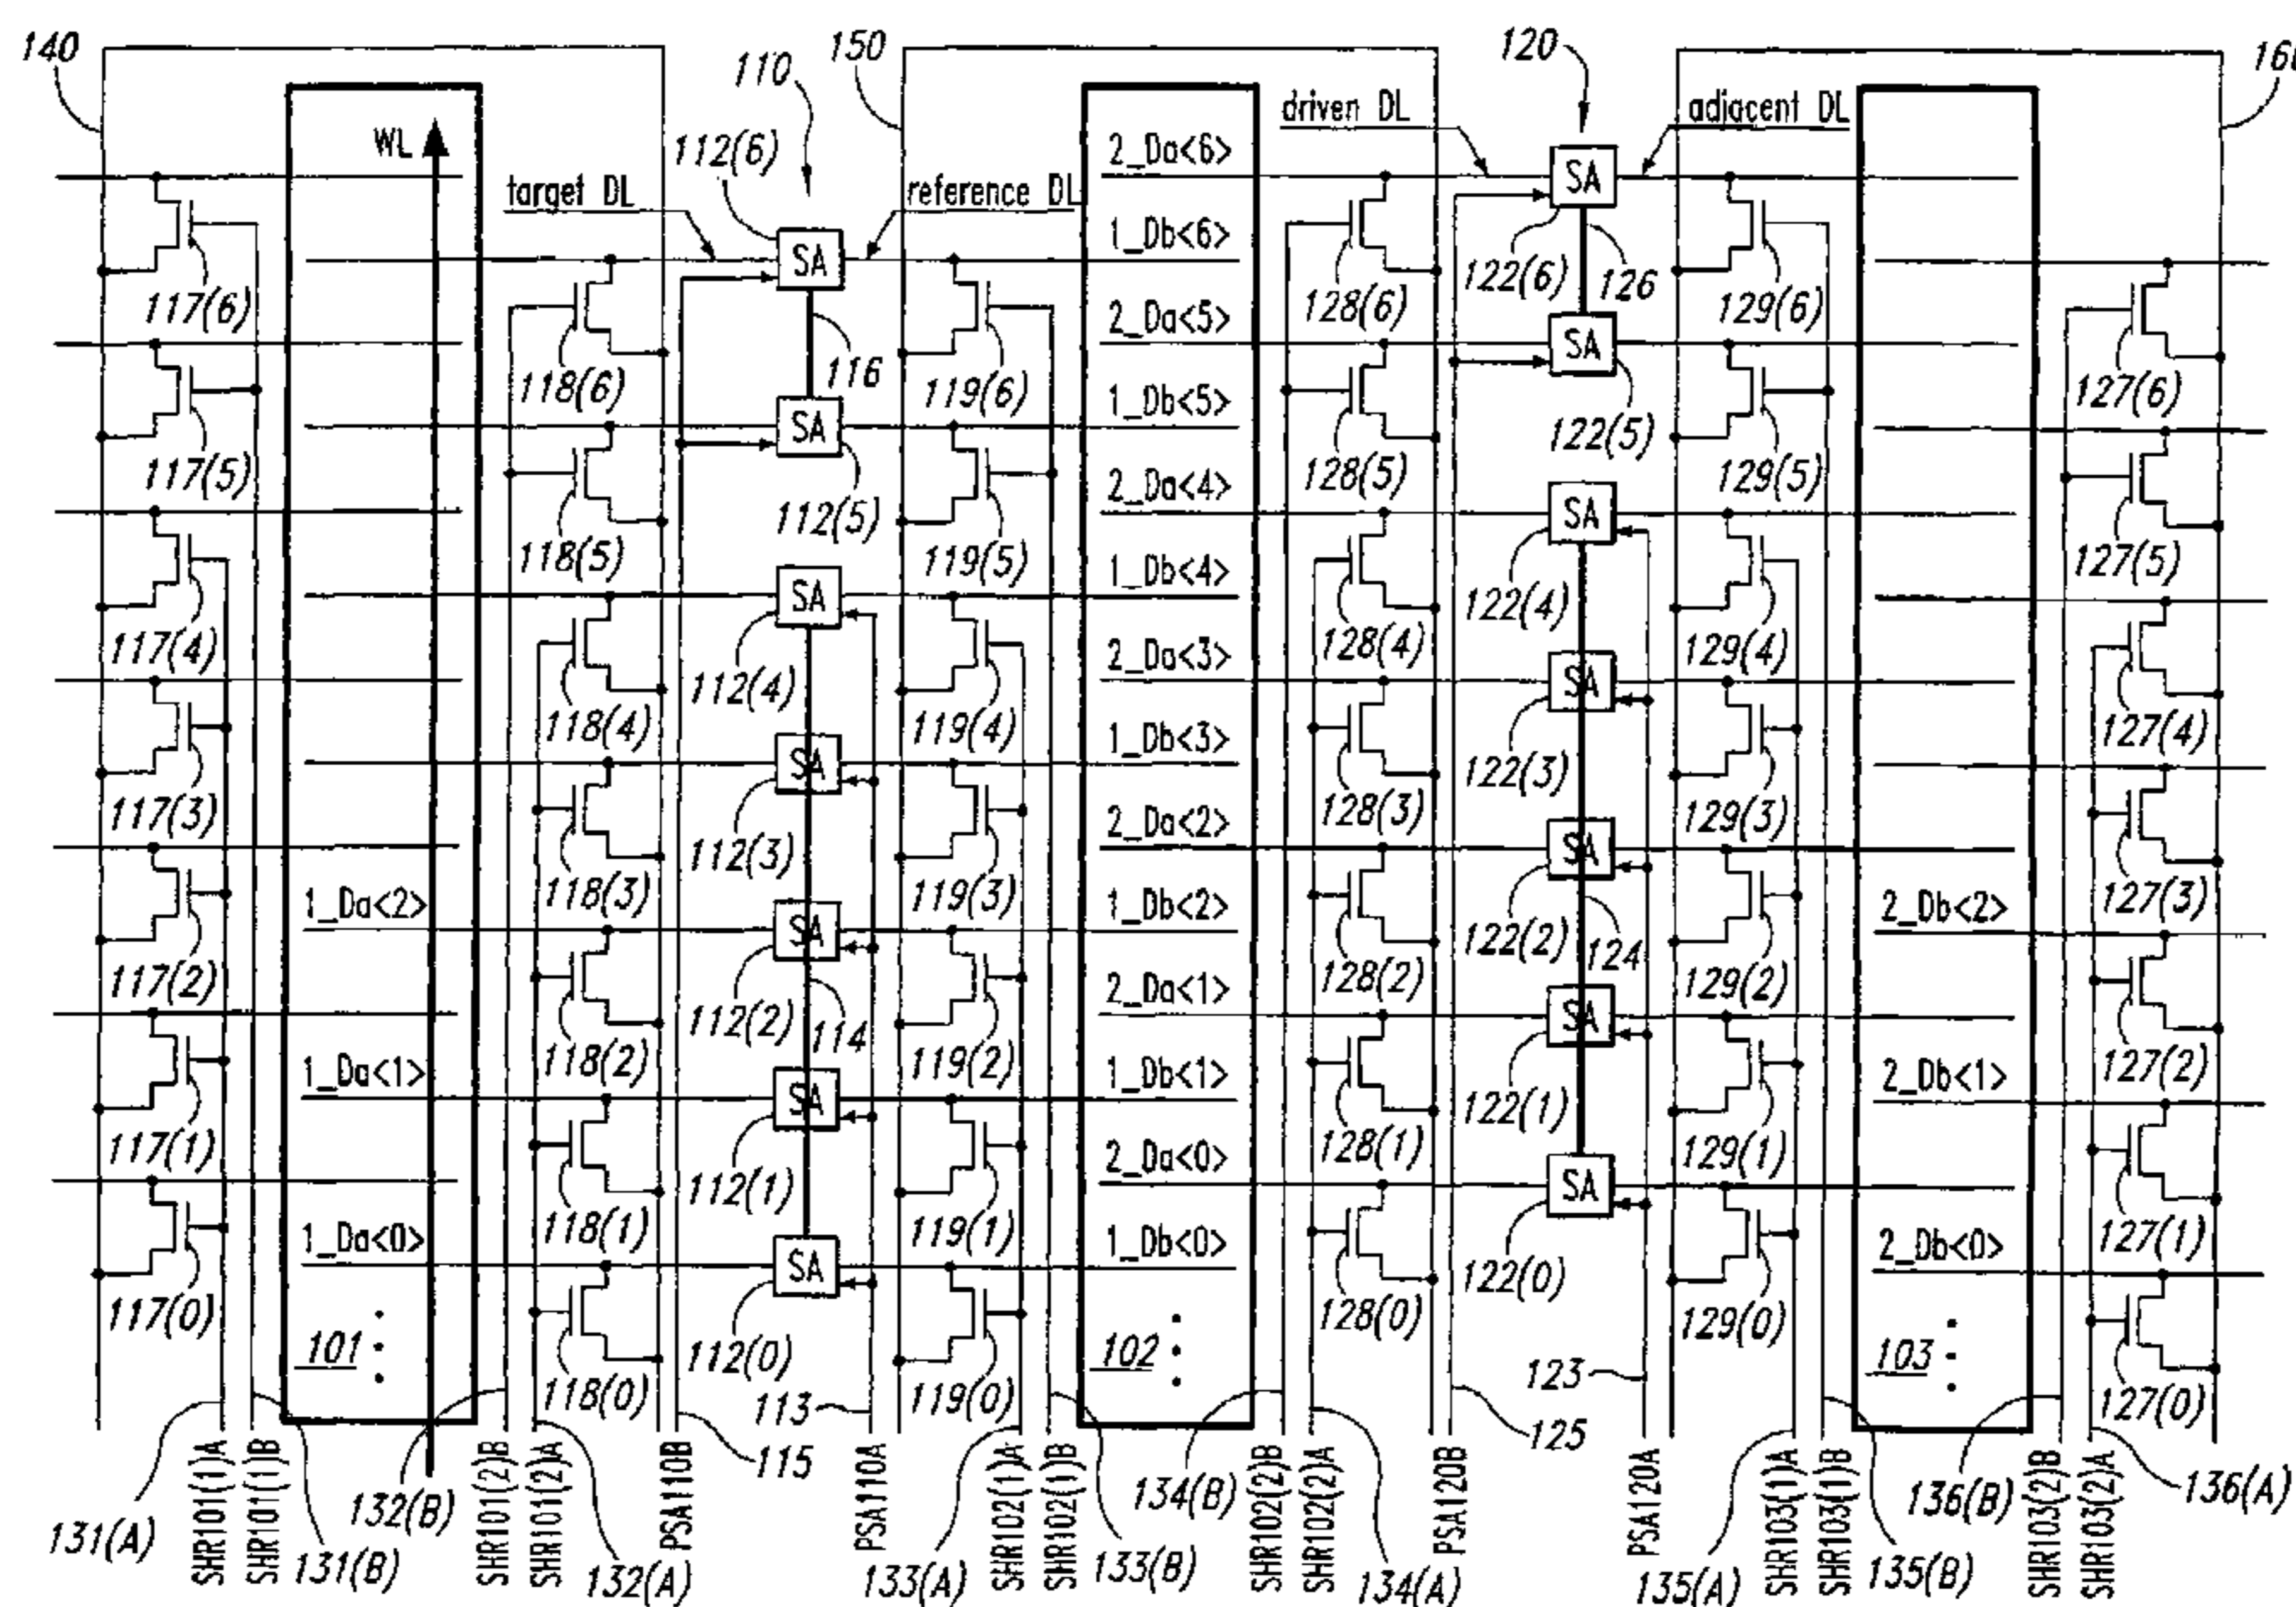 140
110
150
120
160
WL
112(6)
target DL
reference DL
2_Da<6>
driven DL
adjacent DL
SA
SA
1_Db<6>
117(6)
118(6)
116
119(6)
2_Da<5>
128(6)
122(6)
126
129(6)
127(6)
SA
SA
1_Db<5>
117(5)
118(5)
112(5)
119(5)
2_Da<4>
128(5)
122(5)
129(5)
127(5)
SA
SA
1_Db<4>
117(4)
118(4)
112(4)
119(4)
2_Da<3>
128(4)
122(4)
129(4)
127(4)
SA
SA
1_Db<3>
117(3)
118(3)
112(3)
119(3)
2_Da<2>
128(3)
122(3)
129(3)
127(3)
SA
SA
1_Da<2>
1_Db<2>
2_Db<2>
117(2)
118(2)
112(2)
114
119(2)
2_Da<1>
128(2)
122(2)
124
129(2)
127(2)
SA
SA
1_Da<1>
1_Db<1>
2_Db<1>
117(1)
118(1)
112(1)
119(1)
2_Da<0>
128(1)
122(1)
129(1)
127(1)
SA
SA
1_Da<0>
1_Db<0>
2_Db<0>
117(0)
118(0)
112(0)
119(0)
128(0)
122(0)
129(0)
127(0)
101
102
103
113
115
123
125
SHR101(1)A
SHR101(1)B
SHR101(2)B
SHR101(2)A
PSA110B
PSA110A
SHR102(1)A
SHR102(1)B
SHR102(2)B
SHR102(2)A
PSA120B
PSA120A
SHR103(1)A
SHR103(1)B
SHR103(2)B
SHR103(2)A
131(A)
131(B)
132(B)
132(A)
133(A)
133(B)
134(B)
134(A)
135(A)
135(B)
136(B)
136(A)